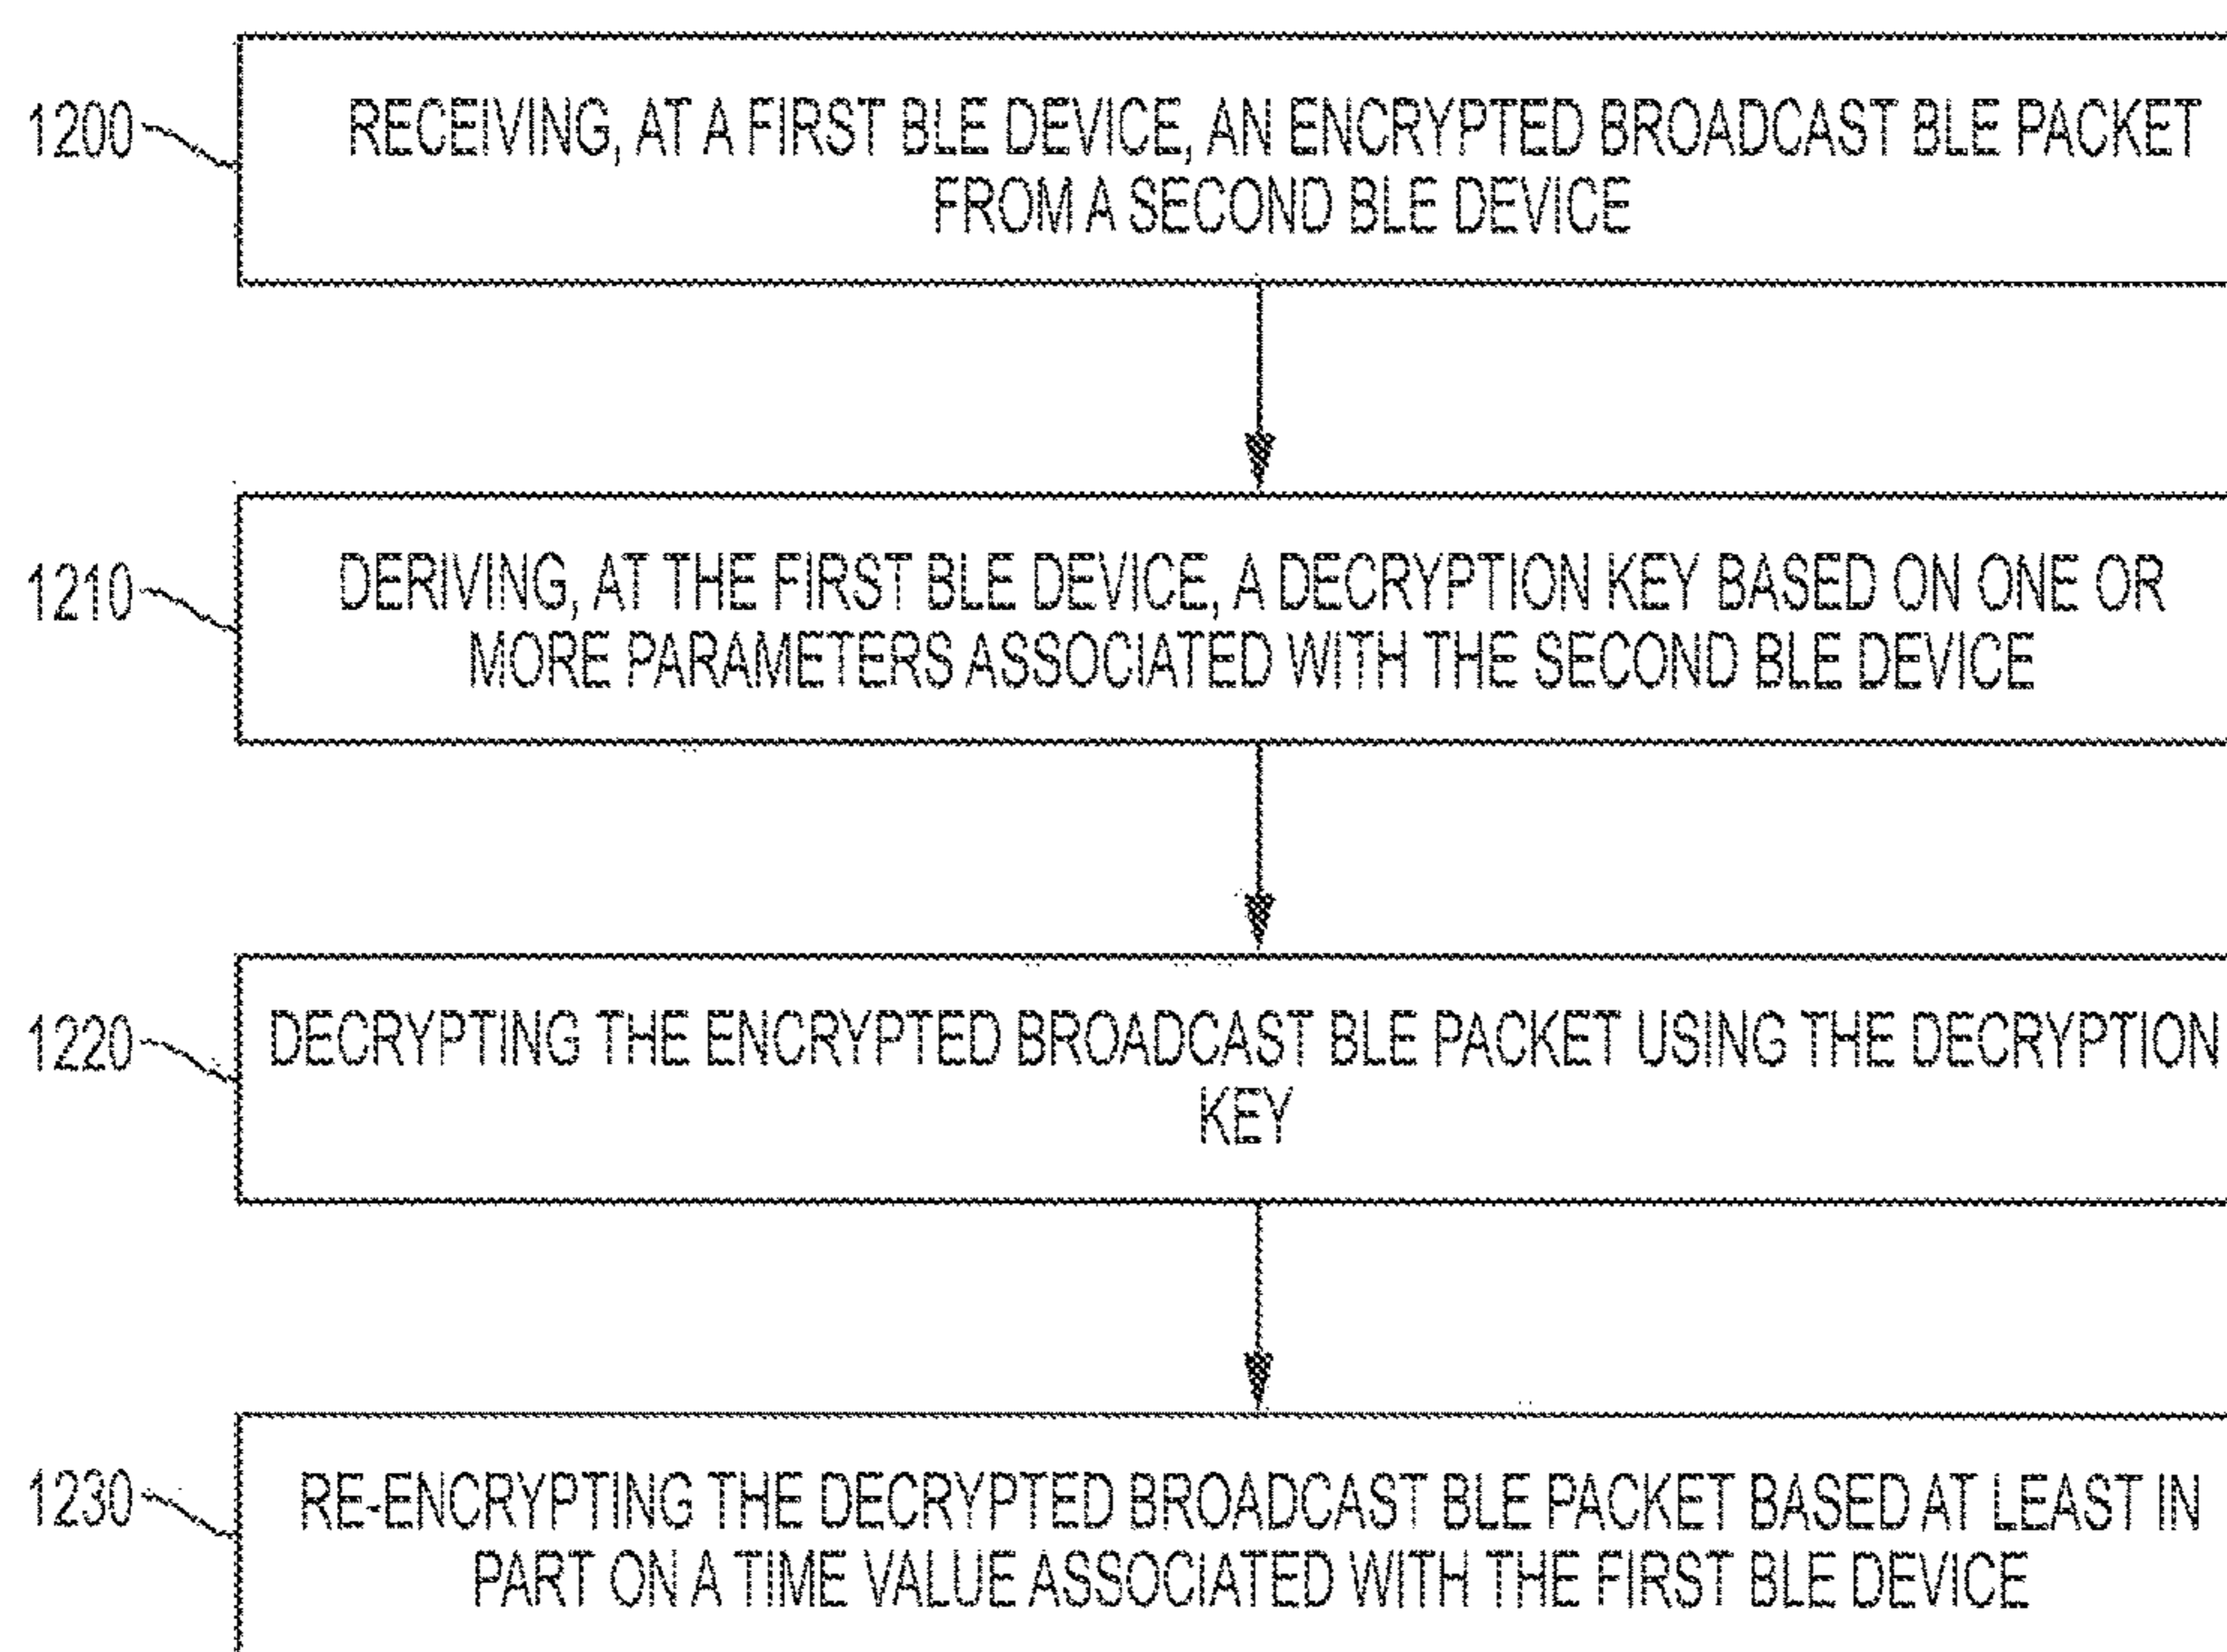 1200
RECEIVING, AT A FIRST BLE DEVICE, AN ENCRYPTED BROADCAST BLE PACKET
FROM A SECOND BLE DEVICE
1210
DERIVING, AT THE FIRST BLE DEVICE, A DECRYPTION KEY BASED ON ONE OR
MORE PARAMETERS ASSOCIATED WITH THE SECOND BLE DEVICE
1220
DECRYPTING THE ENCRYPTED BROADCAST BLE PACKET USING THE DECRYPTION
KEY
1230
RE-ENCRYPTING THE DECRYPTED BROADCAST BLE PACKET BASED AT LEAST IN
PART ON A TIME VALUE ASSOCIATED WITH THE FIRST BLE DEVICE